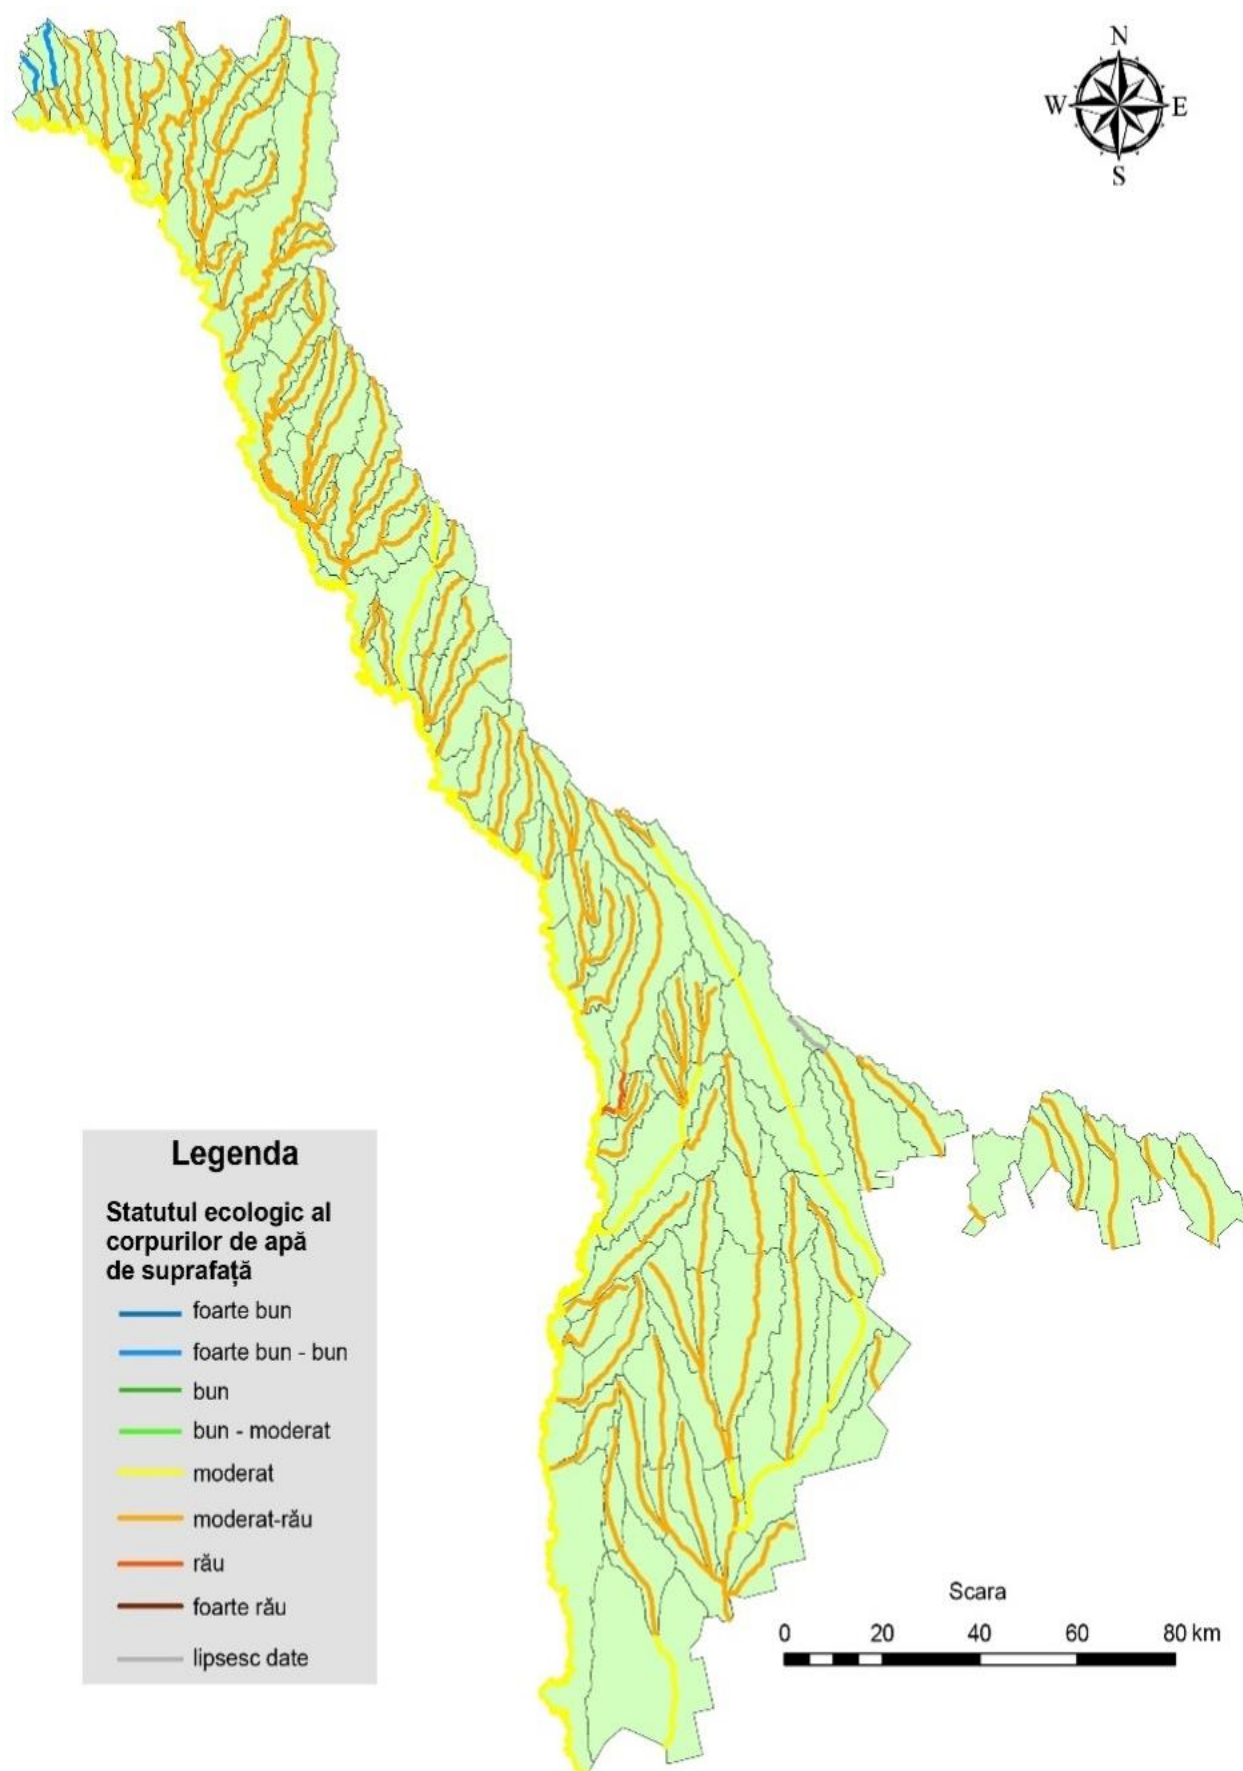 N
W
E
S
Legenda
Statutul ecologic al
corpurilor de apă
de suprafață
foarte bun
foarte bun - bun
bun
bun - moderat
moderat
moderat-rău
rău
foarte rău
lipsesc date
Scara
0 20 40 60 80 km